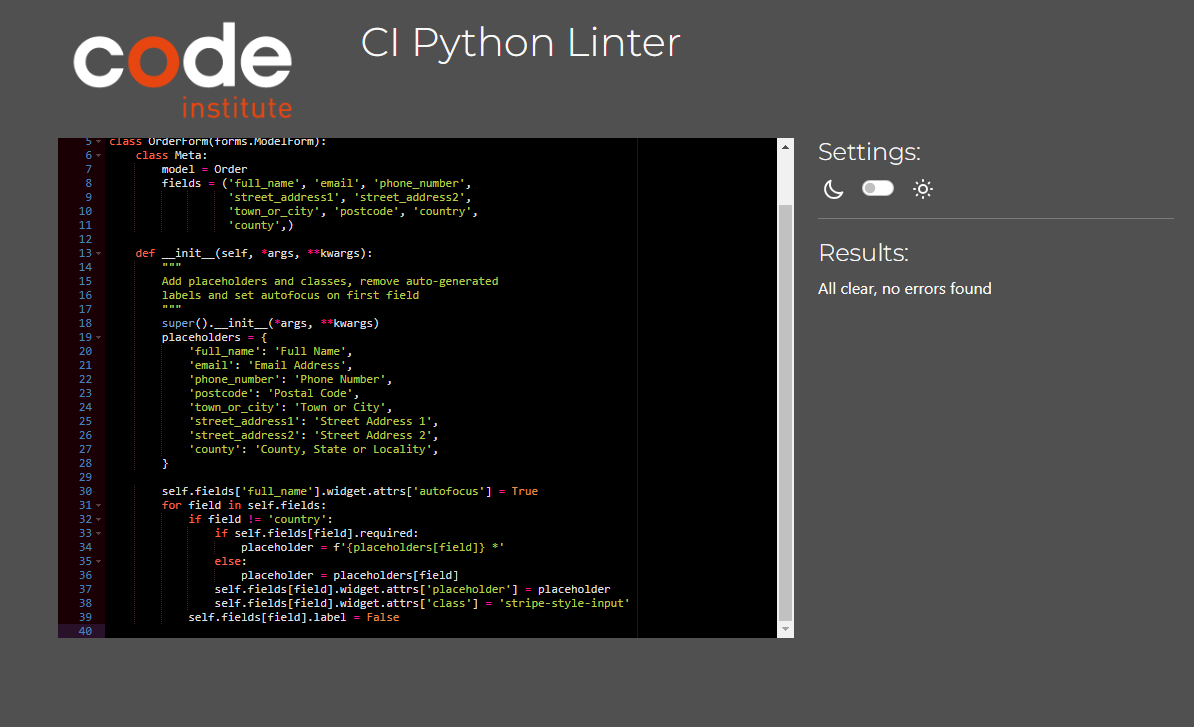 code
institute
CI Python Linter
5 class OrderForm(forms.ModelForm):
6     class Meta:
7         model = Order
8         fields = ('full_name', 'email', 'phone_number',
9                   'street_address1', 'street_address2',
10                   'town_or_city', 'postcode', 'country',
11                   'county',)
12
13     def __init__(self, *args, **kwargs):
14         """
15         Add placeholders and classes, remove auto-generated
16         labels and set autofocus on first field
17         """
18         super().__init__(*args, **kwargs)
19         placeholders = {
20             'full_name': 'Full Name',
21             'email': 'Email Address',
22             'phone_number': 'Phone Number',
23             'postcode': 'Postal Code',
24             'town_or_city': 'Town or City',
25             'street_address1': 'Street Address 1',
26             'street_address2': 'Street Address 2',
27             'county': 'County, State or Locality',
28         }
29
30         self.fields['full_name'].widget.attrs['autofocus'] = True
31         for field in self.fields:
32             if field != 'country':
33                 if self.fields[field].required:
34                     placeholder = f'{placeholders[field]} *'
35                 else:
36                     placeholder = placeholders[field]
37                 self.fields[field].widget.attrs['placeholder'] = placeholder
38                 self.fields[field].widget.attrs['class'] = 'stripe-style-input'
39             self.fields[field].label = False
40
Settings:
Results:
All clear, no errors found